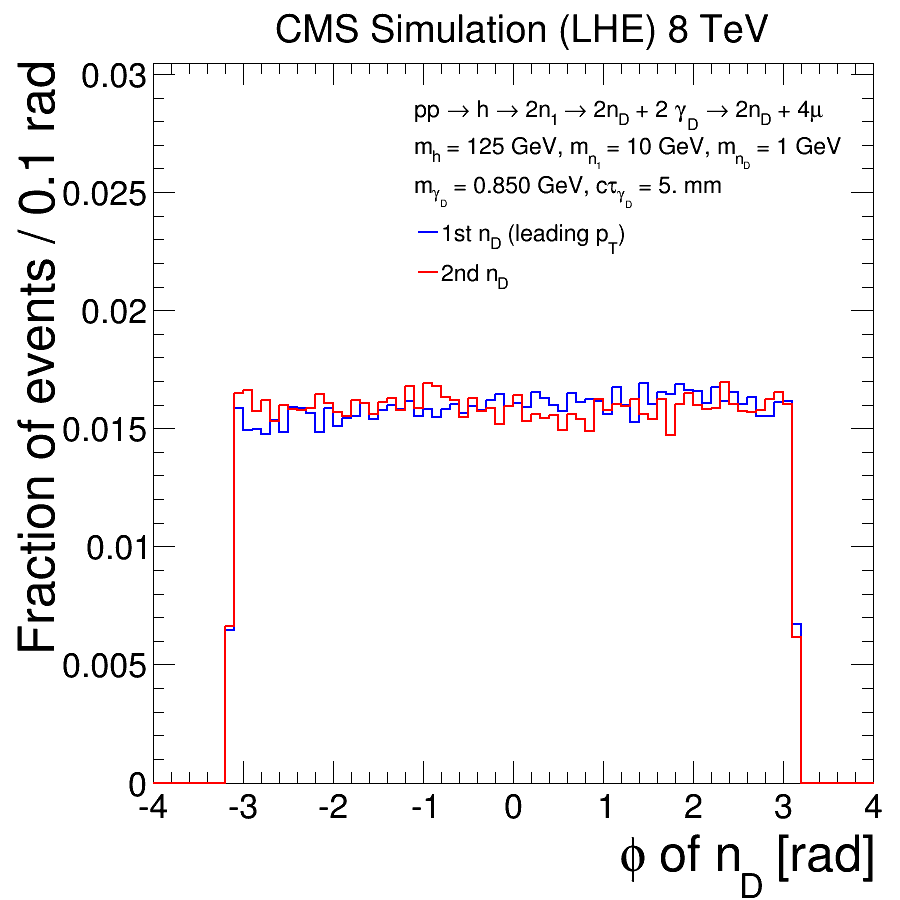 CMS Simulation (LHE) 8 TeV
Fraction of events / 0.1 rad
0.03
0.025
0.02
0.015
0.01
0.005
0
pp → h → 2n₁ → 2n_D + 2 γ_D → 2n_D + 4μ
m_h = 125 GeV, m_n₁ = 10 GeV, m_n_D = 1 GeV
m_γ_D = 0.850 GeV, cτ_γ_D = 5. mm
1st n_D (leading p_T)
2nd n_D
-4 -3 -2 -1 0 1 2 3 4
ϕ of n_D [rad]